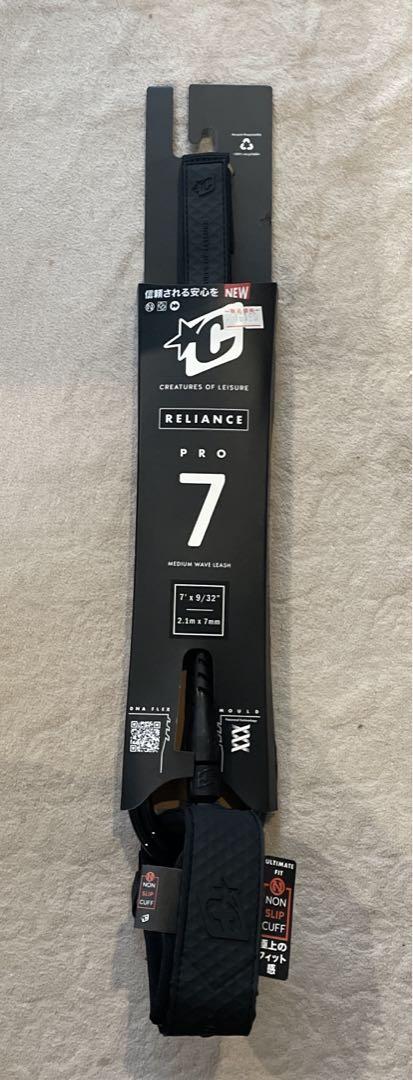 信頼される安心を NEW
CREATURES OF LEISURE
RELIANCE
PRO
7
MEDIUM WAVE LEASH
7' x 9/32"
2.1m x 7mm
DNA FLEX
MOULD
XXX
NON
SLIP
CUFF
ULTIMATE
FIT
NON
SLIP
CUFF
極上の
フィット
感